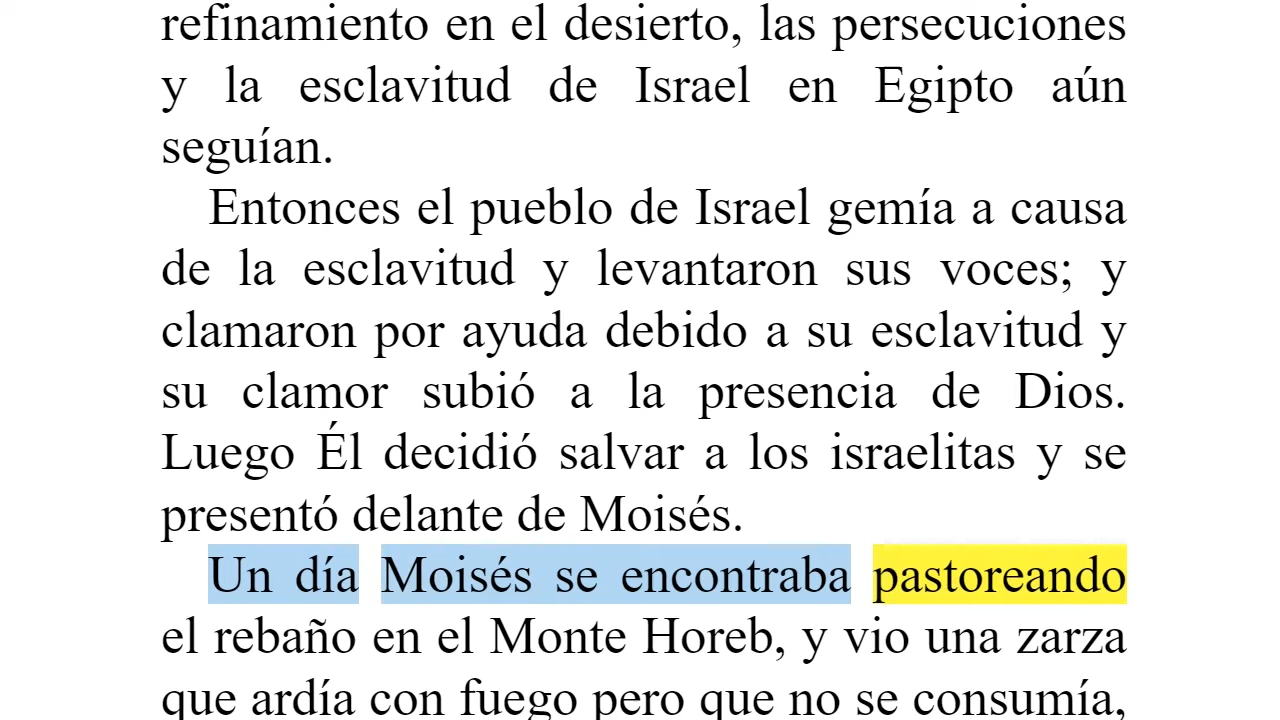 refinamiento en el desierto, las persecuciones
y la esclavitud de Israel en Egipto aún
seguían.
Entonces el pueblo de Israel gemía a causa
de la esclavitud y levantaron sus voces; y
clamaron por ayuda debido a su esclavitud y
su clamor subió a la presencia de Dios.
Luego Él decidió salvar a los israelitas y se
presentó delante de Moisés.
Un día Moisés se encontraba pastoreando
el rebaño en el Monte Horeb, y vio una zarza
que ardía con fuego pero que no se consumía,